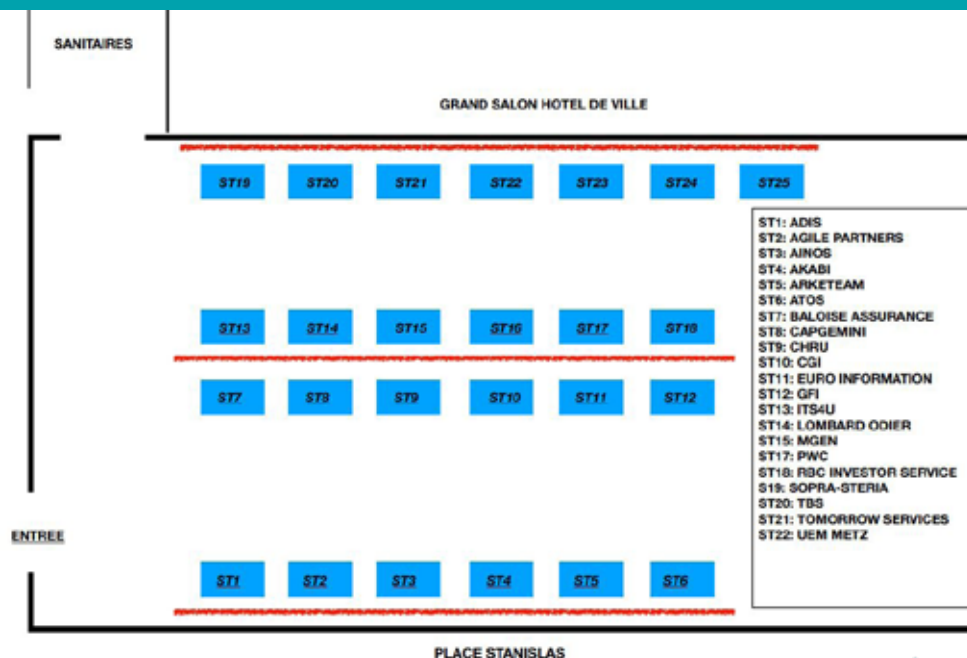 SANITAIRES
GRAND SALON HOTEL DE VILLE
ST19 ST20 ST21 ST22 ST23 ST24 ST25
ST13 ST14 ST15 ST16 ST17 ST18
ST7 ST8 ST9 ST10 ST11 ST12
ENTREE
ST1 ST2 ST3 ST4 ST5 ST6
PLACE STANISLAS
ST1: ADIS
ST2: AGILE PARTNERS
ST3: AINOS
ST4: AKABI
ST5: ARKETEAM
ST6: ATOS
ST7: BALOISE ASSURANCE
ST8: CAPGEMINI
ST9: CHRU
ST10: CGI
ST11: EURO INFORMATION
ST12: GFI
ST13: ITS4U
ST14: LOMBARD ODIER
ST15: MGEN
ST17: PWC
ST18: RBC INVESTOR SERVICE
S19: SOPRA-STERIA
ST20: TBS
ST21: TOMORROW SERVICES
ST22: UEM METZ